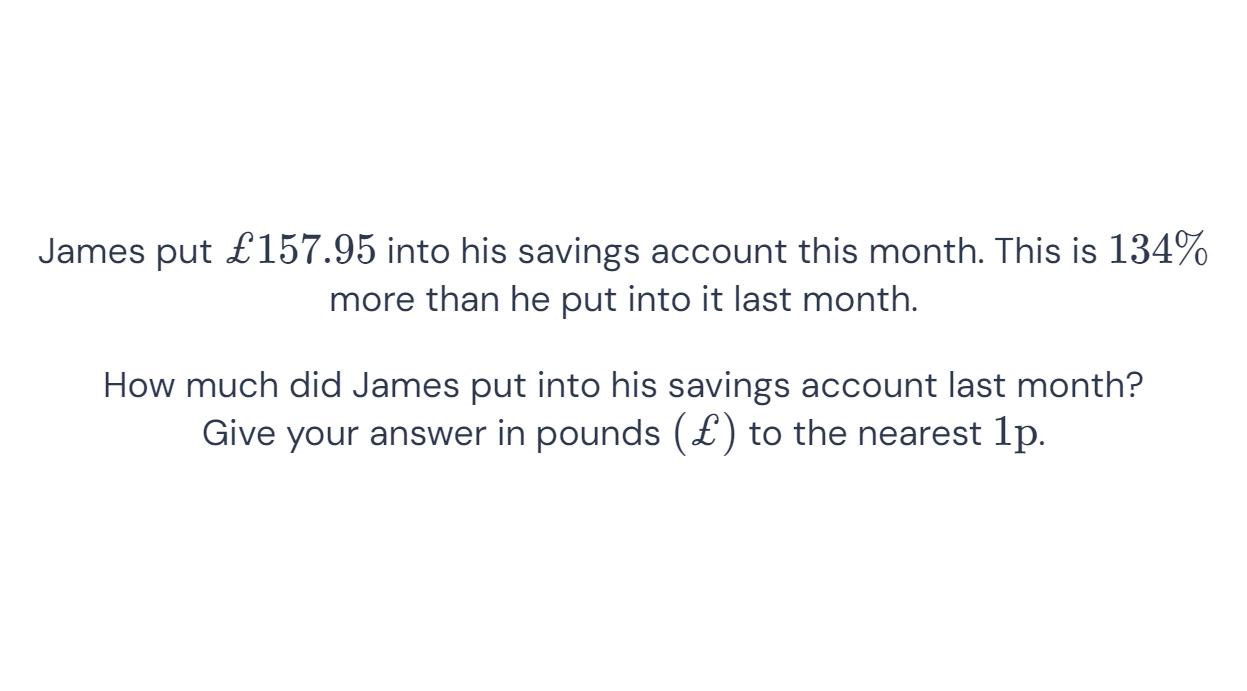 James put £157.95 into his savings account this month. This is 134%
more than he put into it last month.
How much did James put into his savings account last month?
Give your answer in pounds (£) to the nearest 1p.